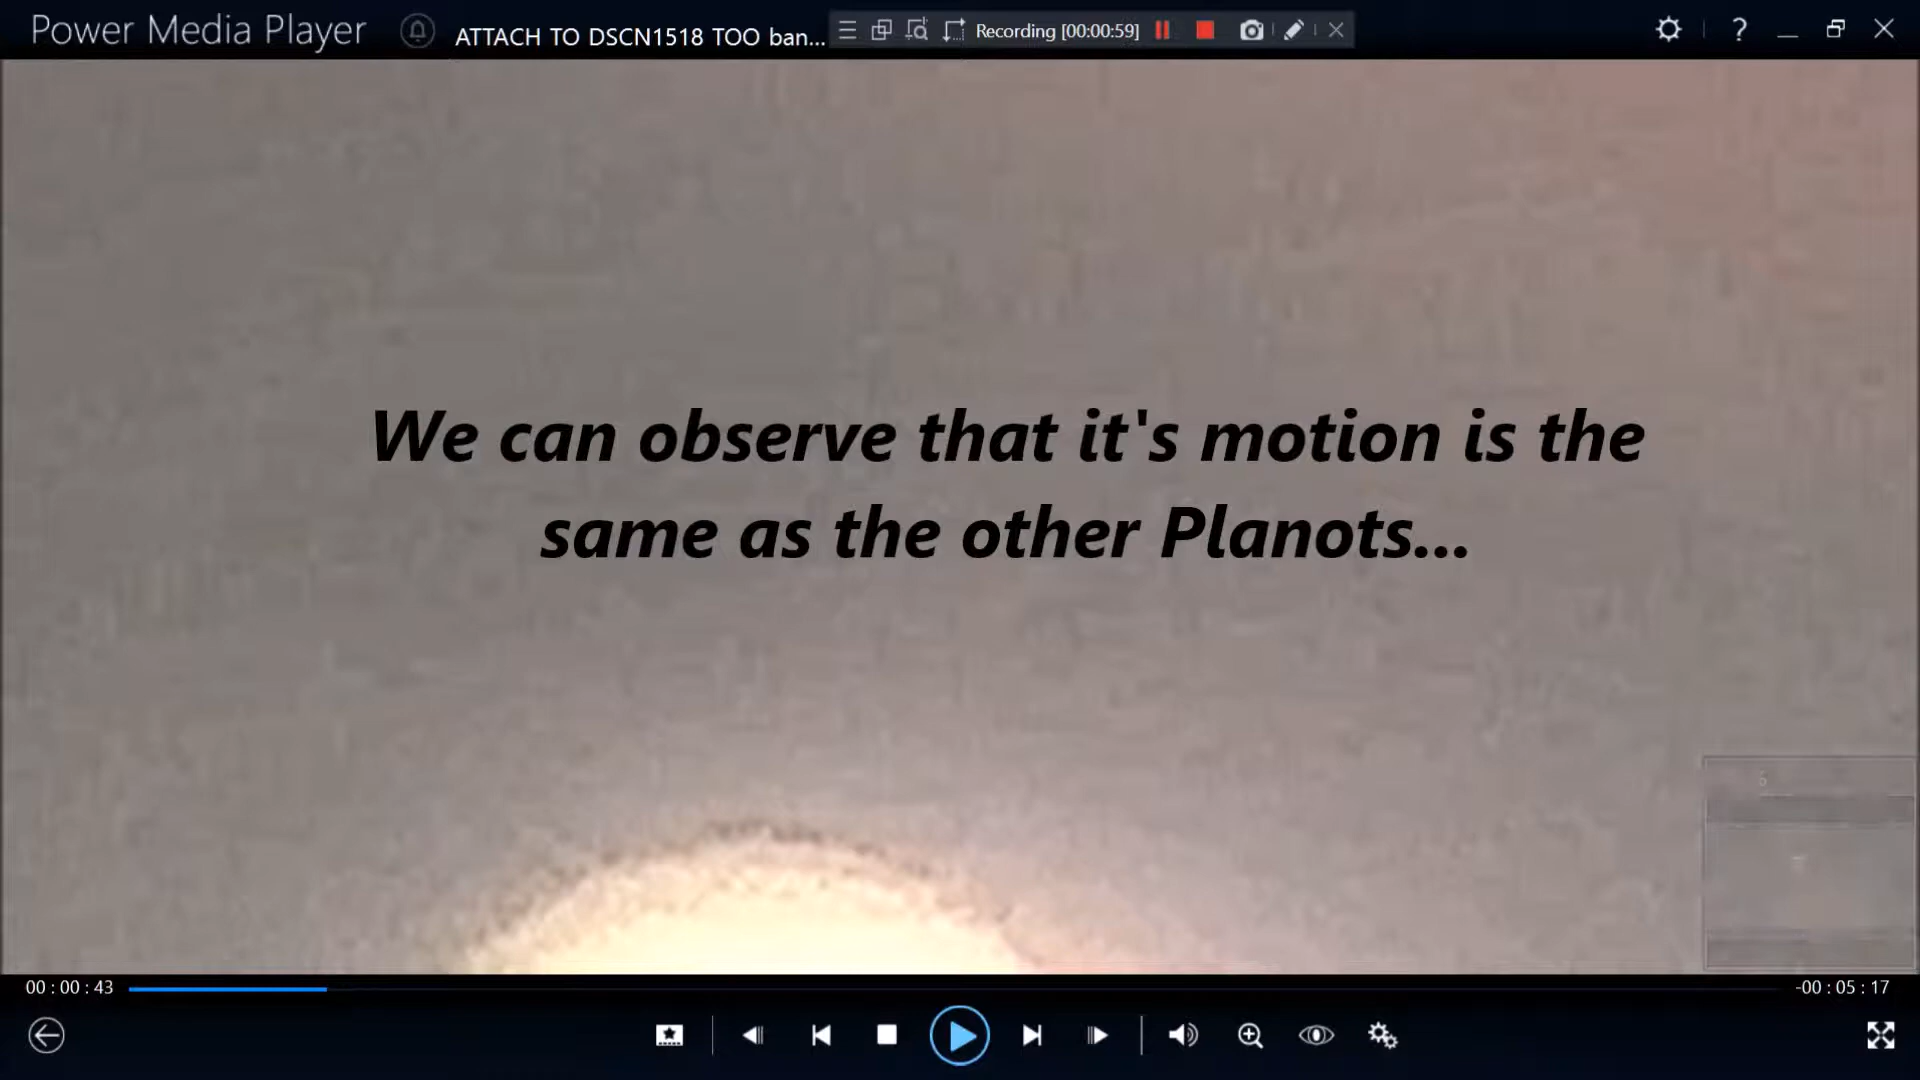 Power Media Player
ATTACH TO DSCN1518 TOO ban...
Recording [00:00:59]
?
We can observe that it's motion is the
same as the other Planots...
00 : 00 : 43
-00 : 05 : 17